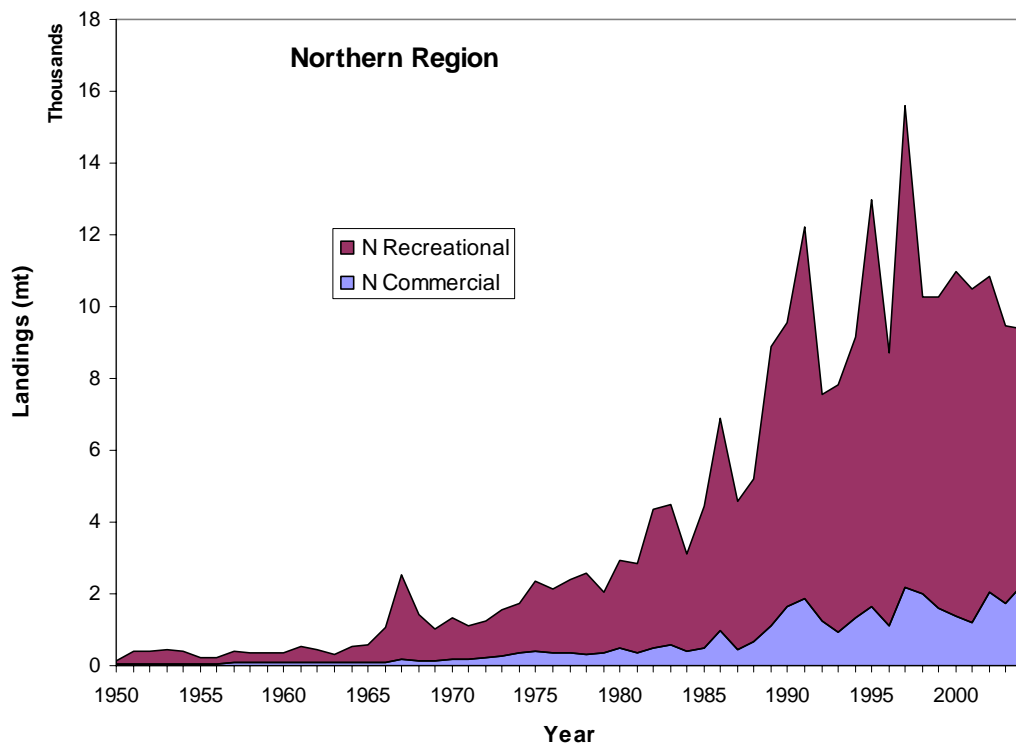 Northern Region
Thousands
Landings (mt)
18
16
14
12
10
8
6
4
2
0
N Recreational
N Commercial
1950 1955 1960 1965 1970 1975 1980 1985 1990 1995 2000
Year